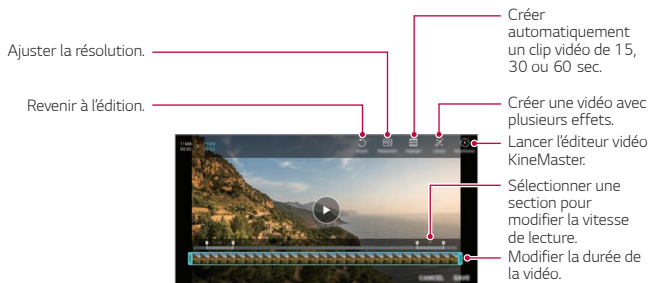 Ajuster la résolution.
Revenir à l'édition.
Créer
automatiquement
un clip vidéo de 15,
30 ou 60 sec.
Créer une vidéo avec
plusieurs effets.
Lancer l'éditeur vidéo
KineMaster.
Sélectionner une
section pour
modifier la vitesse
de lecture.
Modifier la durée de
la vidéo.
CANCEL SAVE